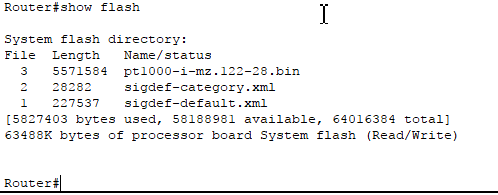 Router#show flash
System flash directory:
File  Length   Name/status
  3   5571584  pt1000-i-mz.122-28.bin
  2   28282    sigdef-category.xml
  1   227537   sigdef-default.xml
[5827403 bytes used, 58188981 available, 64016384 total]
63488K bytes of processor board System flash (Read/Write)
Router#